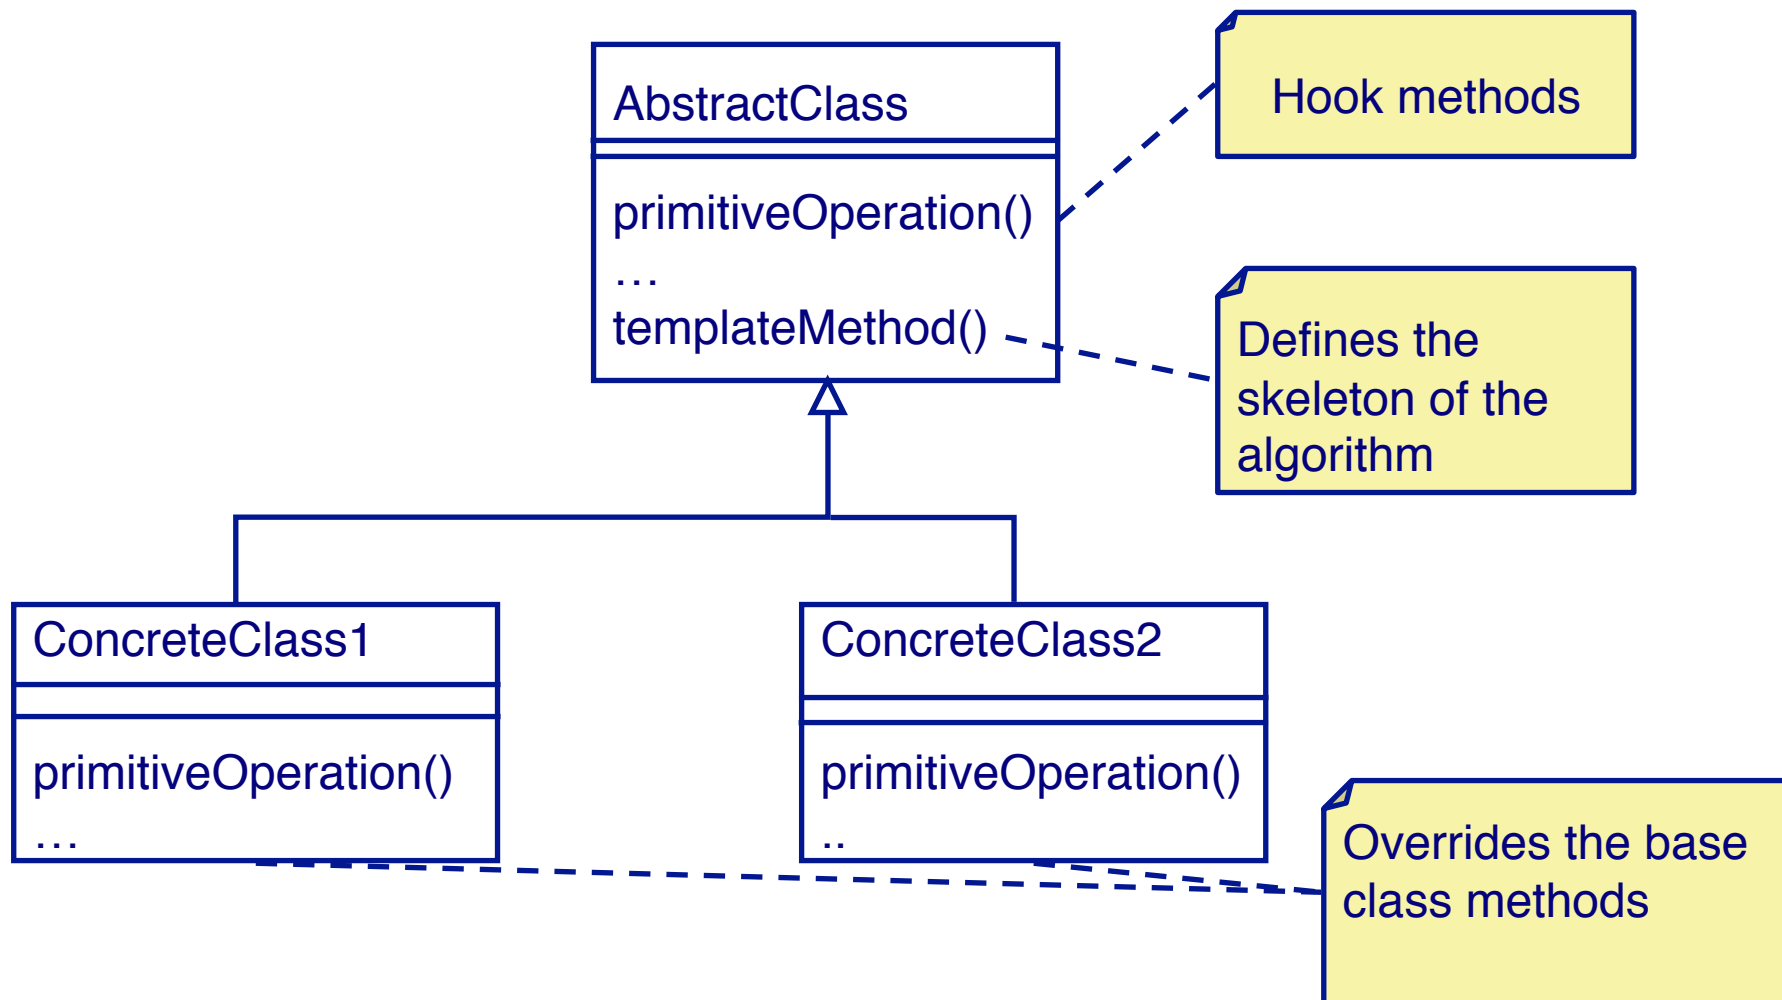 AbstractClass
primitiveOperation()
…
templateMethod()
Hook methods
Defines the
skeleton of the
algorithm
ConcreteClass1
primitiveOperation()
…
ConcreteClass2
primitiveOperation()
..
Overrides the base
class methods